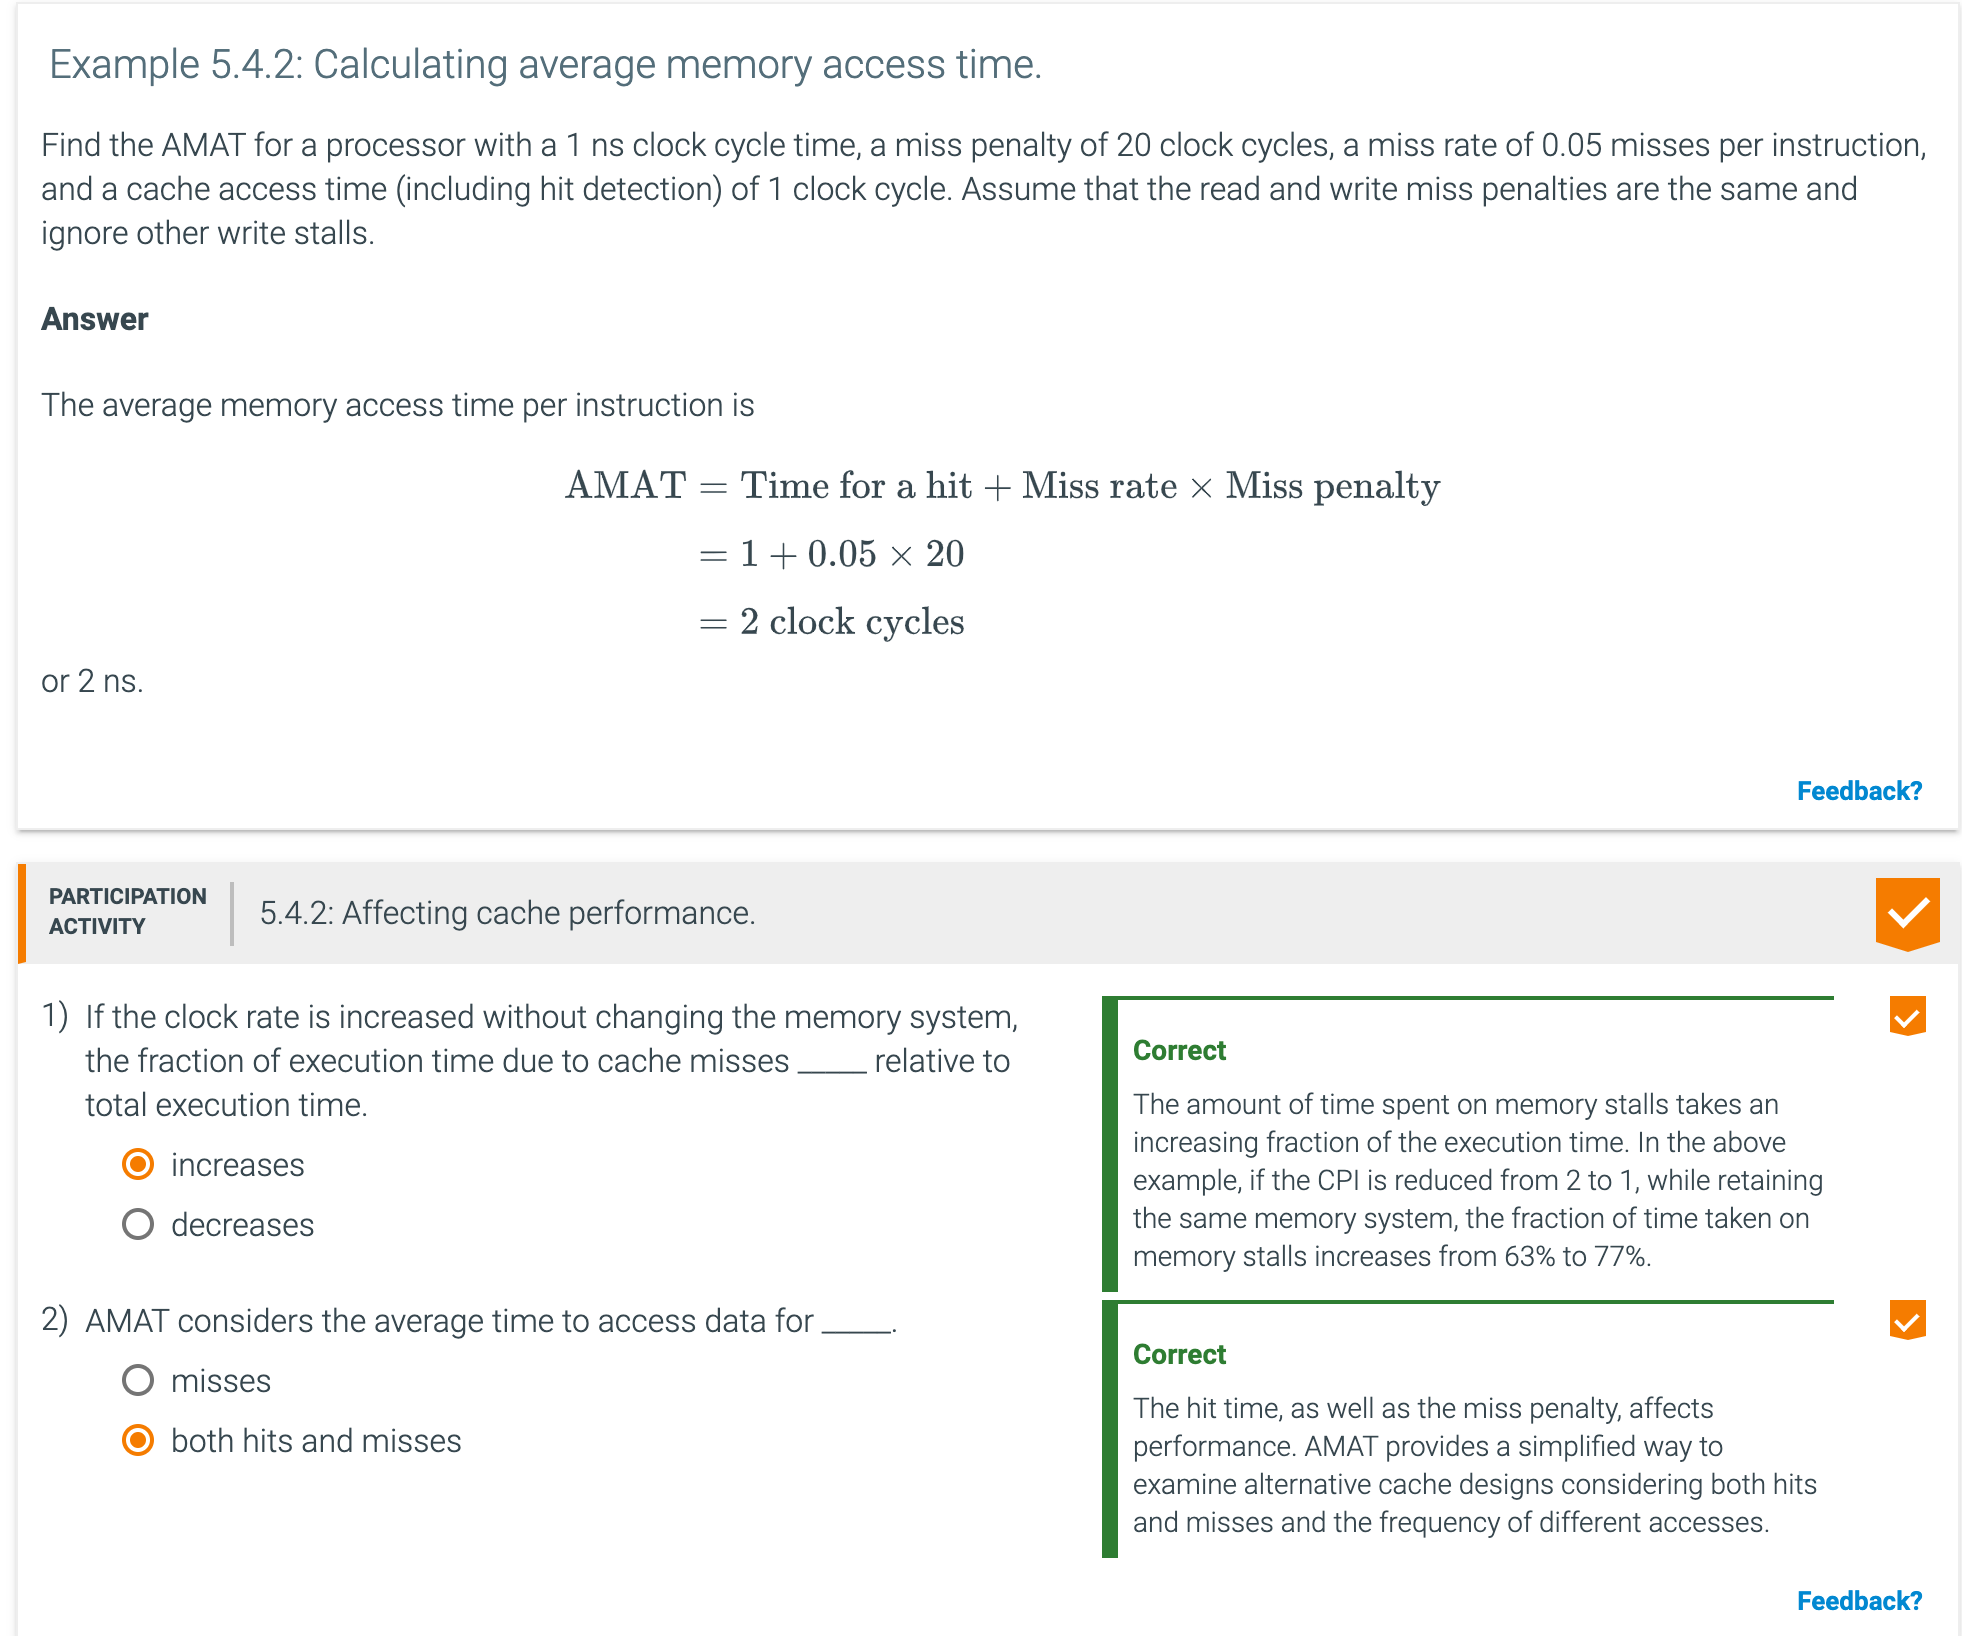 Example 5.4.2: Calculating average memory access time.
Find the AMAT for a processor with a 1 ns clock cycle time, a miss penalty of 20 clock cycles, a miss rate of 0.05 misses per instruction,
and a cache access time (including hit detection) of 1 clock cycle. Assume that the read and write miss penalties are the same and
ignore other write stalls.
Answer
The average memory access time per instruction is
AMAT = Time for a hit + Miss rate × Miss penalty
= 1 + 0.05 × 20
= 2 clock cycles
or 2 ns.
Feedback?
PARTICIPATION
ACTIVITY
5.4.2: Affecting cache performance.
1) If the clock rate is increased without changing the memory system,
the fraction of execution time due to cache misses _____ relative to
total execution time.
increases
decreases
Correct
The amount of time spent on memory stalls takes an
increasing fraction of the execution time. In the above
example, if the CPI is reduced from 2 to 1, while retaining
the same memory system, the fraction of time taken on
memory stalls increases from 63% to 77%.
2) AMAT considers the average time to access data for _____.
misses
both hits and misses
Correct
The hit time, as well as the miss penalty, affects
performance. AMAT provides a simplified way to
examine alternative cache designs considering both hits
and misses and the frequency of different accesses.
Feedback?